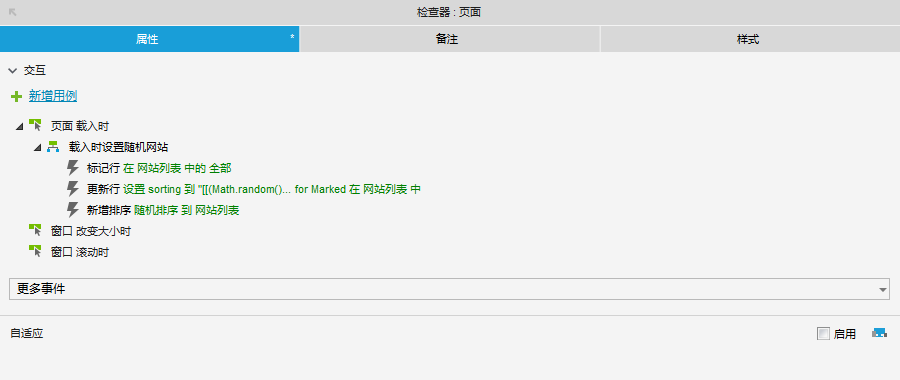 检查器 : 页面
属性 * 备注 样式
交互
新增用例
页面 载入时
载入时设置随机网站
标记行 在 网站列表 中的 全部
更新行 设置 sorting 到 "[[(Math.random()... for Marked 在 网站列表 中
新增排序 随机排序 到 网站列表
窗口 改变大小时
窗口 滚动时
更多事件
自适应 启用